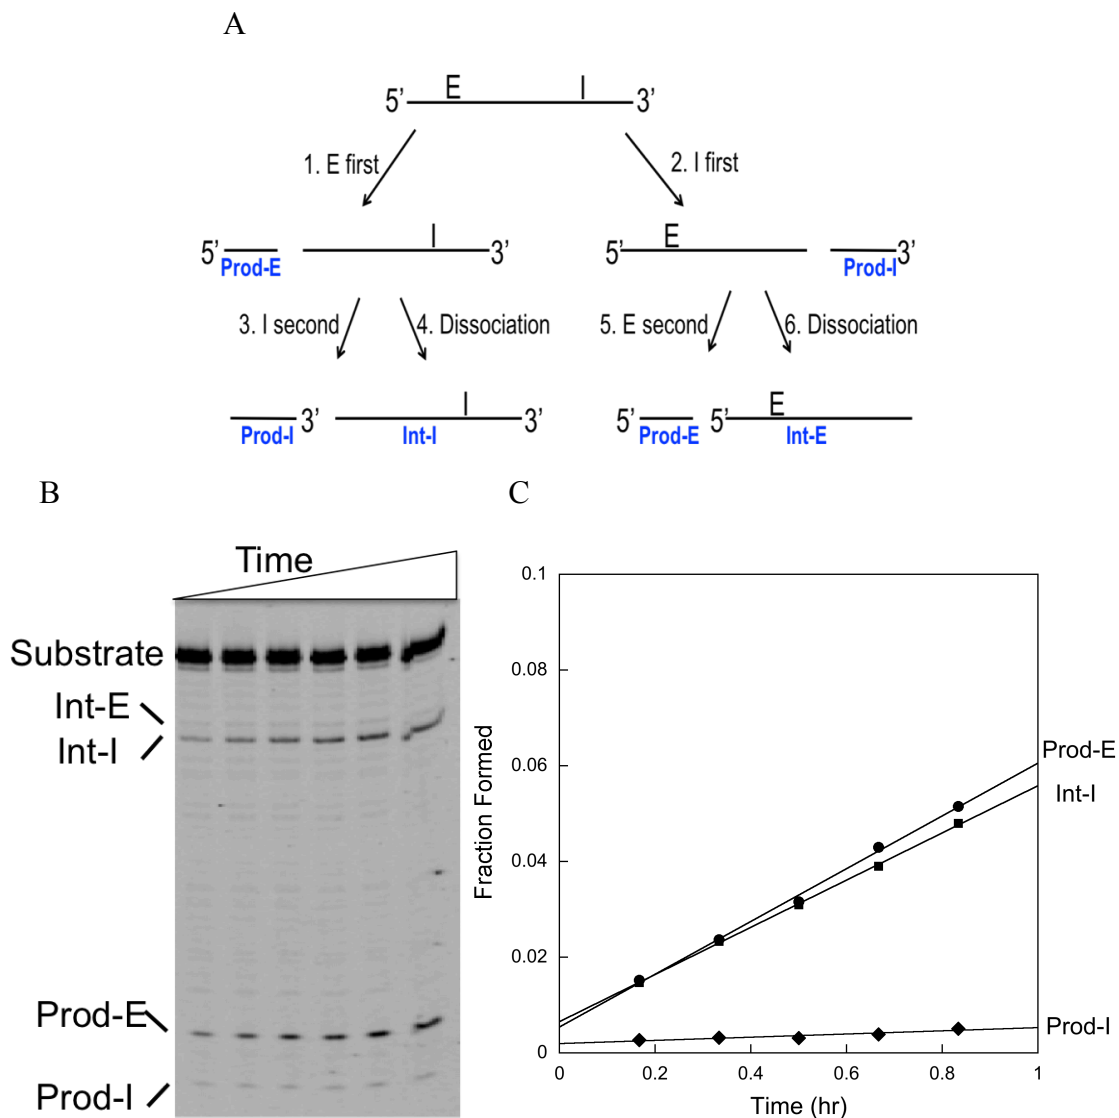 A
E I
5’ 3’
1. E first 2. I first
I E
5’ 3’ 5’ 3’
Prod-E Prod-I
3. I second 4. Dissociation 5. E second 6. Dissociation
I E
3’ 3’ 5’ 5’
Prod-I Int-I Prod-E Int-E
B
Time
Substrate
Int-E
Int-I
Prod-E
Prod-I
C
0.1
0.08
0.06
0.04
0.02
0
Fraction Formed
Prod-E
Int-I
Prod-I
0 0.2 0.4 0.6 0.8 1
Time (hr)